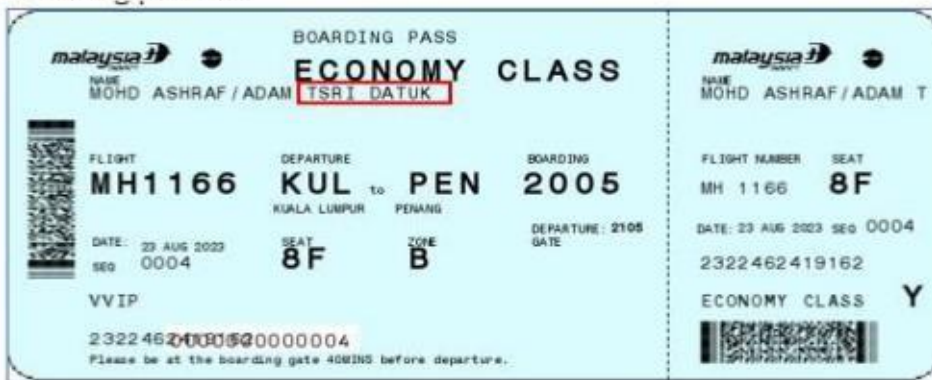 BOARDING PASS
malaysia
ECONOMY CLASS
NAME
MOHD ASHRAF/ADAM TSRI DATUK
FLIGHT
MH1166
DEPARTURE
KUL to PEN
KUALA LUMPUR PENANG
BOARDING
2005
DEPARTURE: 2105
GATE
DATE: 23 AUG 2023
SEQ 0004
SEAT
8F
ZONE
B
VVIP
Please be at the boarding gate 40MINS before departure.
malaysia
NAME
MOHD ASHRAF/ADAM T
FLIGHT NUMBER SEAT
MH 1166 8F
DATE: 23 AUG 2023 SEQ 0004
2322462419162
ECONOMY CLASS Y